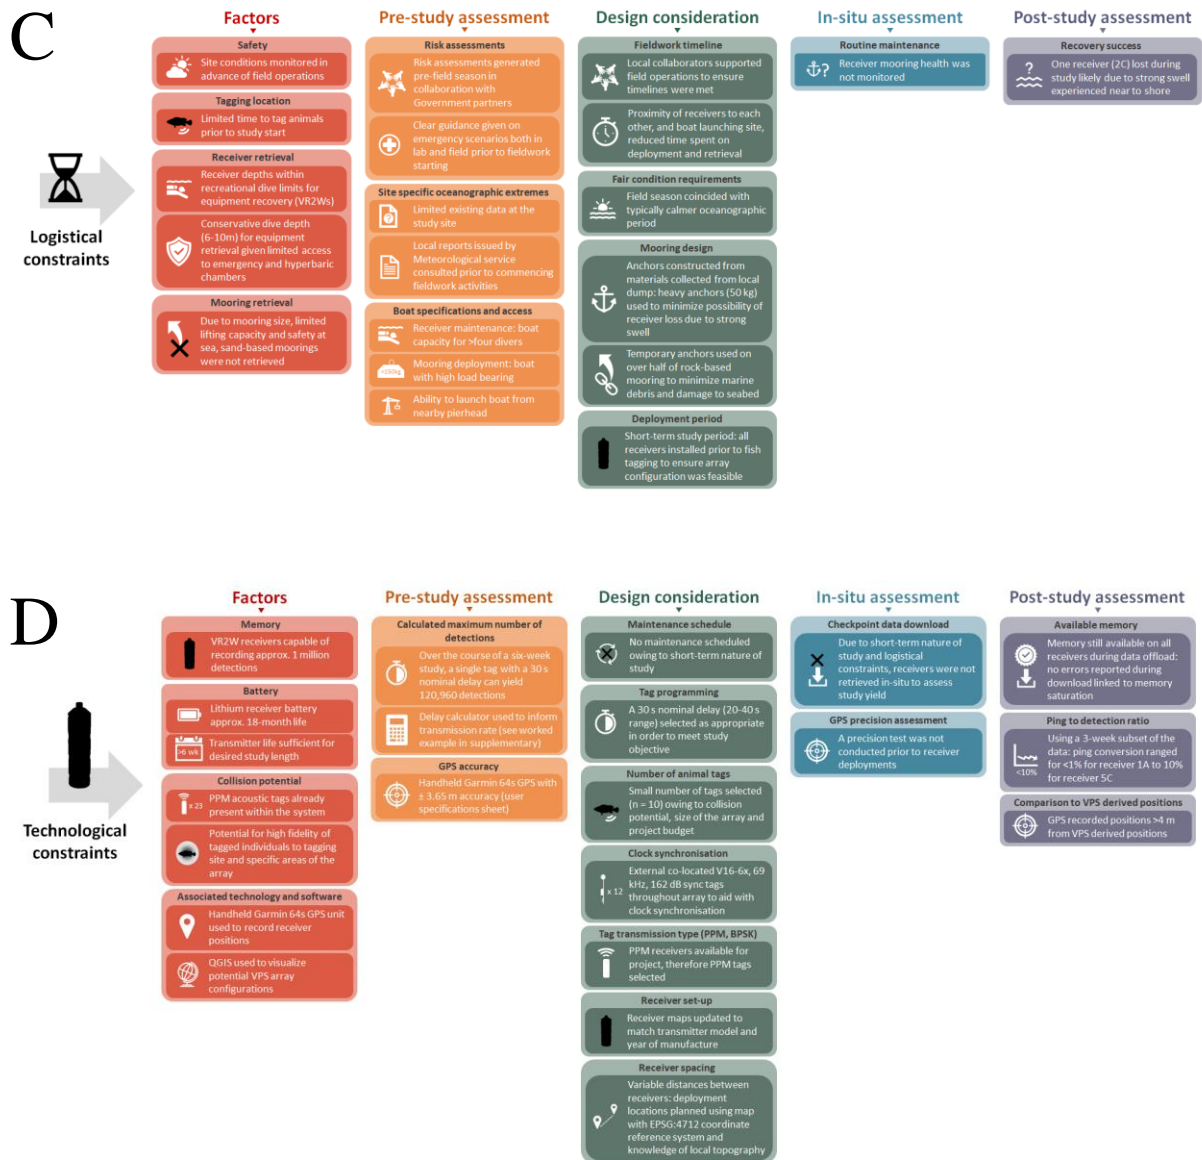 C
Logistical
constraints
Factors
Safety
Site conditions monitored in
advance of field operations
Tagging location
Limited time to tag animals
prior to study start
Receiver retrieval
Receiver depths within
recreational dive limits for
equipment recovery (VR2Ws)
Conservative dive depth
(6-10m) for equipment
retrieval given limited access
to emergency and hyperbaric
chambers
Mooring retrieval
Due to mooring size, limited
lifting capacity and safety at
sea, sand-based moorings
were not retrieved
Pre-study assessment
Risk assessments
Risk assessments generated
pre-field season in
collaboration with
Government partners
Clear guidance given on
emergency scenarios both in
lab and field prior to fieldwork
starting
Site specific oceanographic extremes
Limited existing data at the
study site
Local reports issued by
Meteorological service
consulted prior to commencing
fieldwork activities
Boat specifications and access
Receiver maintenance: boat
capacity for >four divers
Mooring deployment: boat
with high load bearing
Ability to launch boat from
nearby pierhead
Design consideration
Fieldwork timeline
Local collaborators supported
field operations to ensure
timelines were met
Proximity of receivers to each
other, and boat launching site,
reduced time spent on
deployment and retrieval
Fair condition requirements
Field season coincided with
typically calmer oceanographic
period
Mooring design
Anchors constructed from
materials collected from local
dump: heavy anchors (50 kg)
used to minimize possibility of
receiver loss due to strong
swell
Temporary anchors used on
over half of rock-based
mooring to minimize marine
debris and damage to seabed
Deployment period
Short-term study period: all
receivers installed prior to fish
tagging to ensure array
configuration was feasible
In-situ assessment
Routine maintenance
?
Receiver mooring health was
not monitored
Post-study assessment
Recovery success
?
One receiver (2C) lost during
study likely due to strong swell
experienced near to shore
D
Technological
constraints
Factors
Memory
VR2W receivers capable of
recording approx. 1 million
detections
Battery
Lithium receiver battery
approx. 18-month life
>6 wk
Transmitter life sufficient for
desired study length
Collision potential
x 23
PPM acoustic tags already
present within the system
Potential for high fidelity of
tagged individuals to tagging
site and specific areas of the
array
Associated technology and software
Handheld Garmin 64s GPS unit
used to record receiver
positions
QGIS used to visualize
potential VPS array
configurations
Pre-study assessment
Calculated maximum number of
detections
Over the course of a six-week
study, a single tag with a 30 s
nominal delay can yield
120,960 detections
Delay calculator used to inform
transmission rate (see worked
example in supplementary)
GPS accuracy
Handheld Garmin 64s GPS with
± 3.65 m accuracy (user
specifications sheet)
Design consideration
Maintenance schedule
No maintenance scheduled
owing to short-term nature of
study
Tag programming
A 30 s nominal delay (20-40 s
range) selected as appropriate
in order to meet study
objective
Number of animal tags
Small number of tags selected
(n = 10) owing to collision
potential, size of the array and
project budget
Clock synchronisation
x 12
External co-located V16-6x, 69
kHz, 162 dB sync tags
throughout array to aid with
clock synchronisation
Tag transmission type (PPM, BPSK)
PPM receivers available for
project, therefore PPM tags
selected
Receiver set-up
Receiver maps updated to
match transmitter model and
year of manufacture
Receiver spacing
Variable distances between
receivers: deployment
locations planned using map
with EPSG:4712 coordinate
reference system and
knowledge of local topography
In-situ assessment
Checkpoint data download
Due to short-term nature of
study and logistical
constraints, receivers were not
retrieved in-situ to assess
study yield
GPS precision assessment
A precision test was not
conducted prior to receiver
deployments
Post-study assessment
Available memory
Memory still available on all
receivers during data offload:
no errors reported during
download linked to memory
saturation
Ping to detection ratio
<10%
Using a 3-week subset of the
data: ping conversion ranged
for <1% for receiver 1A to 10%
for receiver 5C
Comparison to VPS derived positions
GPS recorded positions >4 m
from VPS derived positions